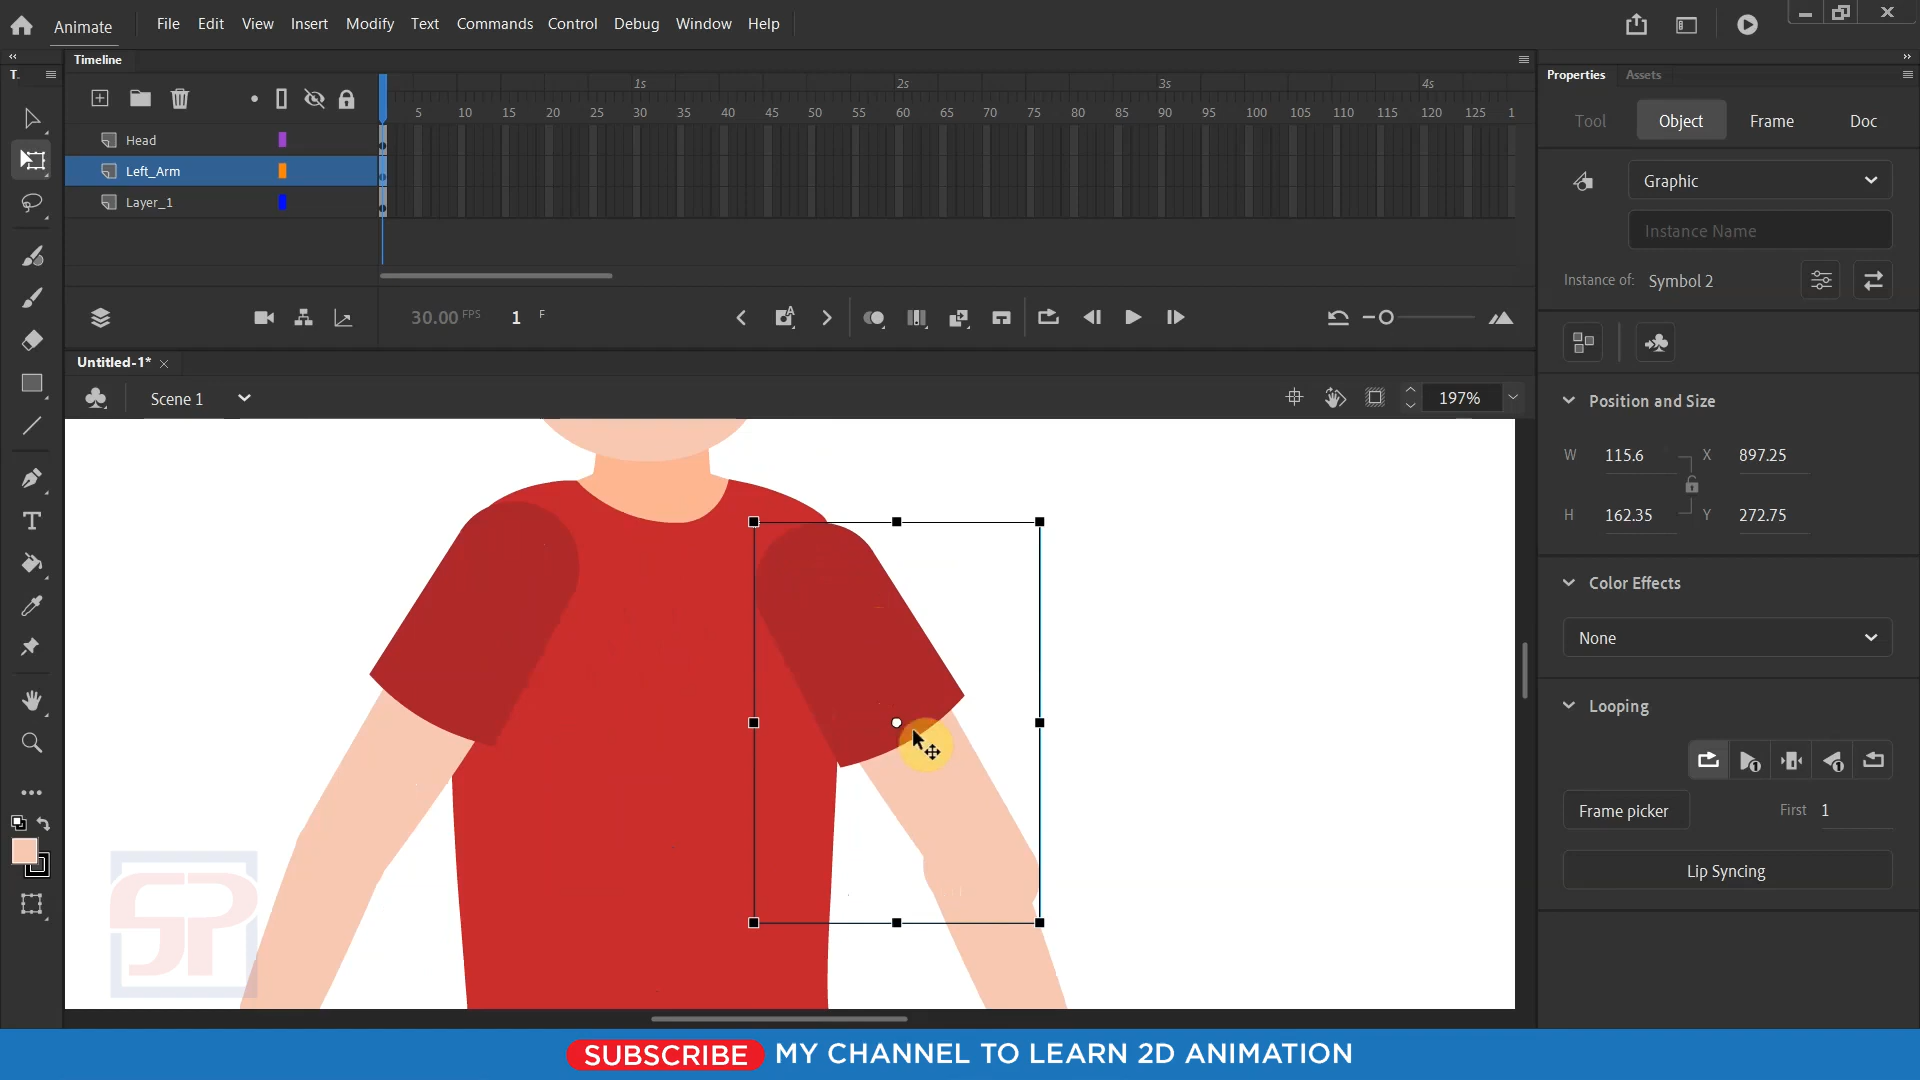 Animate File Edit View Insert Modify Text Commands Control Debug Window Help
T. Timeline Properties Assets
1s 2s 3s 4s
5 10 15 20 25 30 35 40 45 50 55 60 65 70 75 80 85 90 95 100 105 110 115 120 125 1
Tool Object Frame Doc
Head
Left_Arm
Layer_1
Graphic
Instance Name
Instance of: Symbol 2
30.00 FPS 1 F
Untitled-1*
Scene 1 197%
Position and Size
W 115.6 X 897.25
H 162.35 Y 272.75
Color Effects
None
Looping
Frame picker First 1
Lip Syncing
SP
SUBSCRIBE MY CHANNEL TO LEARN 2D ANIMATION